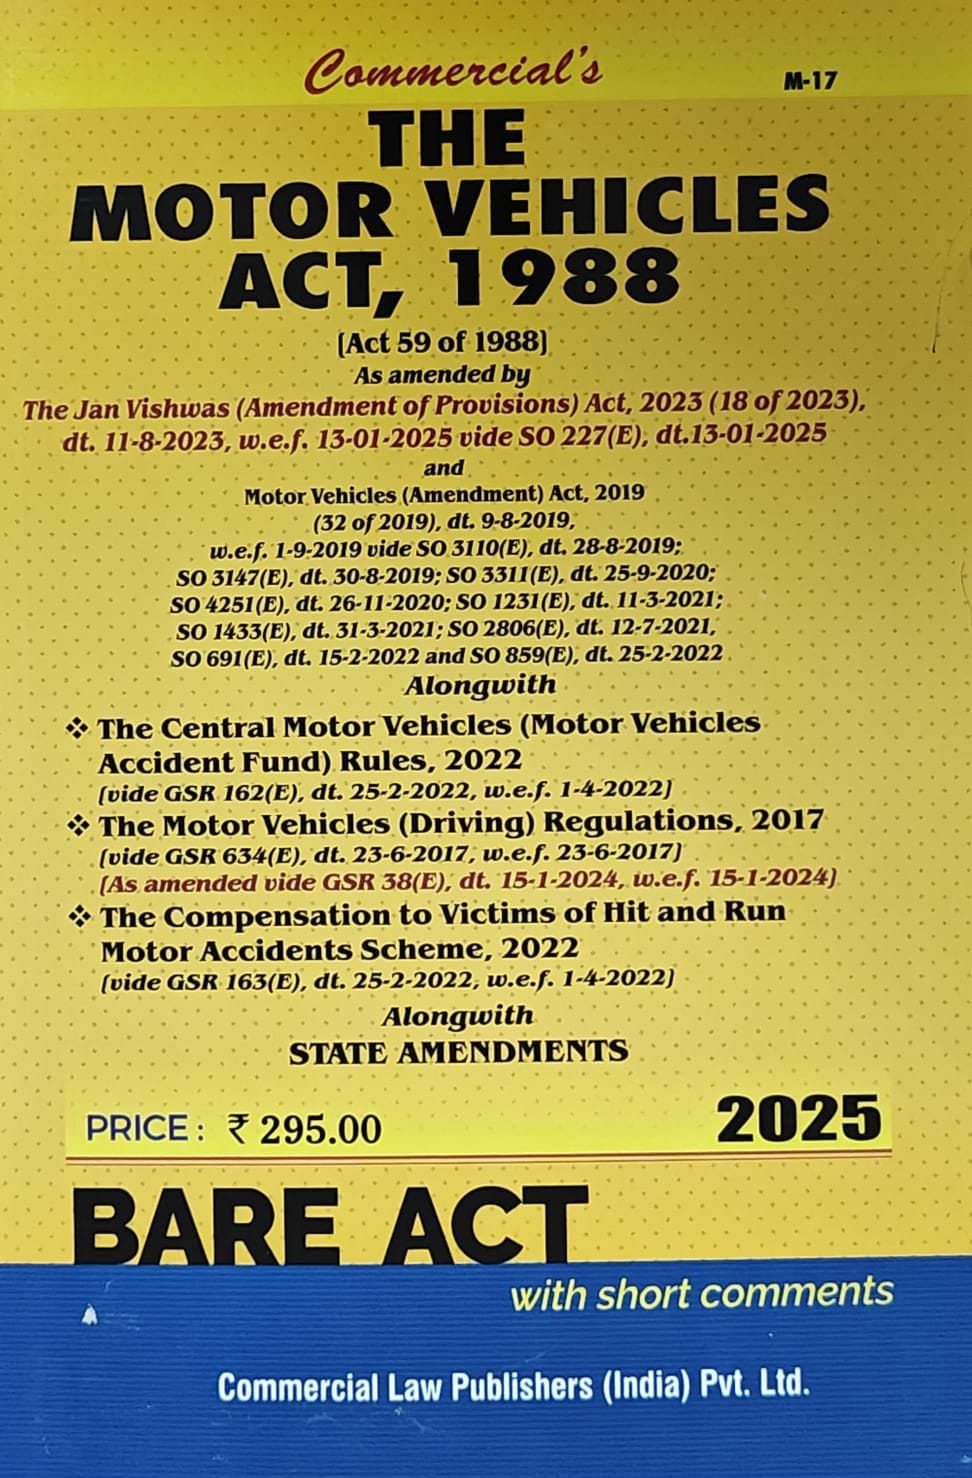 Commercial's
M-17
THE
MOTOR VEHICLES
ACT, 1988
[Act 59 of 1988]
As amended by
The Jan Vishwas (Amendment of Provisions) Act, 2023 (18 of 2023),
dt. 11-8-2023, w.e.f. 13-01-2025 vide SO 227(E), dt.13-01-2025
and
Motor Vehicles (Amendment) Act, 2019
(32 of 2019), dt. 9-8-2019,
w.e.f. 1-9-2019 vide SO 3110(E), dt. 28-8-2019;
SO 3147(E), dt. 30-8-2019; SO 3311(E), dt. 25-9-2020;
SO 4251(E), dt. 26-11-2020; SO 1231(E), dt. 11-3-2021;
SO 1433(E), dt. 31-3-2021; SO 2806(E), dt. 12-7-2021,
SO 691(E), dt. 15-2-2022 and SO 859(E), dt. 25-2-2022
Alongwith
❖ The Central Motor Vehicles (Motor Vehicles
Accident Fund) Rules, 2022
[vide GSR 162(E), dt. 25-2-2022, w.e.f. 1-4-2022]
❖ The Motor Vehicles (Driving) Regulations, 2017
[vide GSR 634(E), dt. 23-6-2017, w.e.f. 23-6-2017]
[As amended vide GSR 38(E), dt. 15-1-2024, w.e.f. 15-1-2024]
❖ The Compensation to Victims of Hit and Run
Motor Accidents Scheme, 2022
[vide GSR 163(E), dt. 25-2-2022, w.e.f. 1-4-2022]
Alongwith
STATE AMENDMENTS
PRICE : ₹ 295.00
2025
BARE ACT
with short comments
Commercial Law Publishers (India) Pvt. Ltd.